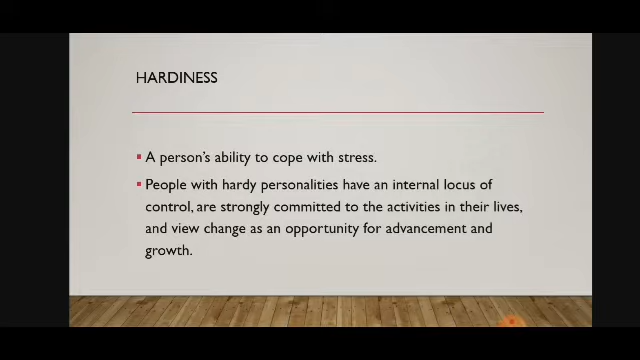 HARDINESS
A person's ability to cope with stress.
People with hardy personalities have an internal locus of
control, are strongly committed to the activities in their lives,
and view change as an opportunity for advancement and
growth.